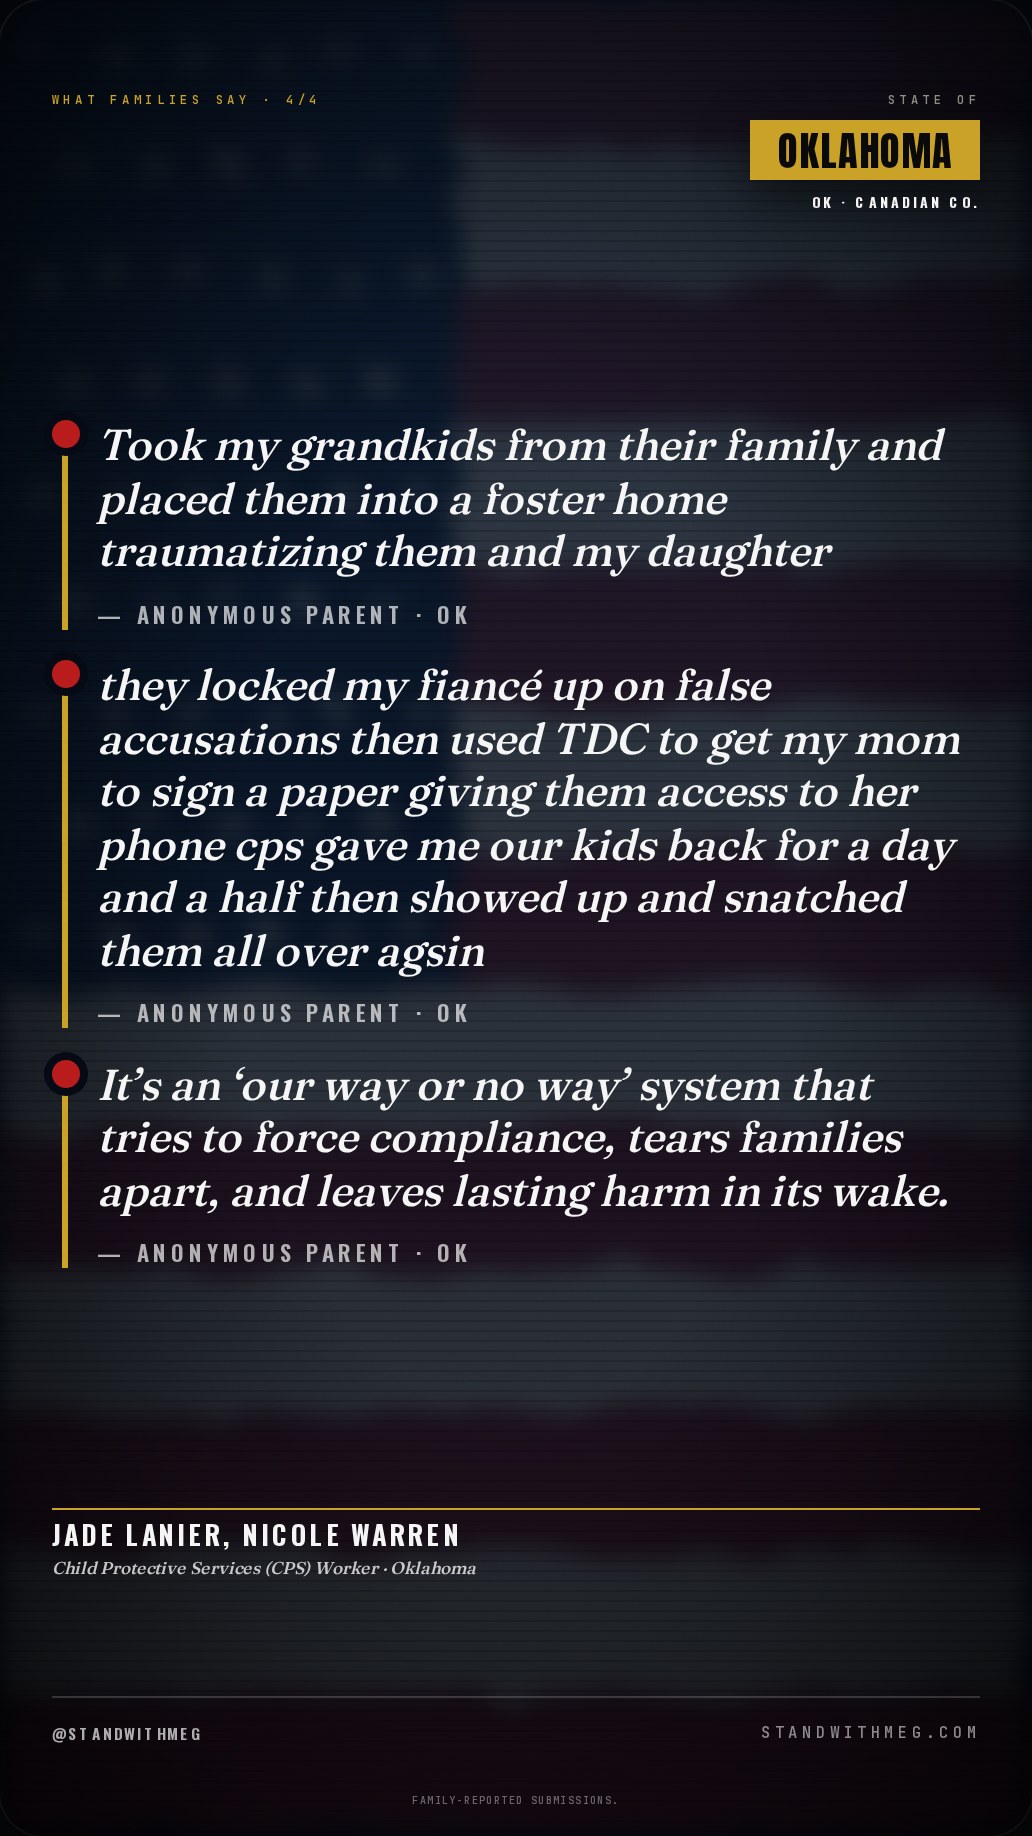 WHAT FAMILIES SAY · 4/4
STATE OF
OKLAHOMA
OK · CANADIAN CO.
Took my grandkids from their family and
placed them into a foster home
traumatizing them and my daughter
— ANONYMOUS PARENT · OK
they locked my fiancé up on false
accusations then used TDC to get my mom
to sign a paper giving them access to her
phone cps gave me our kids back for a day
and a half then showed up and snatched
them all over agsin
— ANONYMOUS PARENT · OK
It’s an ‘our way or no way’ system that
tries to force compliance, tears families
apart, and leaves lasting harm in its wake.
— ANONYMOUS PARENT · OK
JADE LANIER, NICOLE WARREN
Child Protective Services (CPS) Worker · Oklahoma
@STANDWITHMEG
STANDWITHMEG.COM
FAMILY-REPORTED SUBMISSIONS.